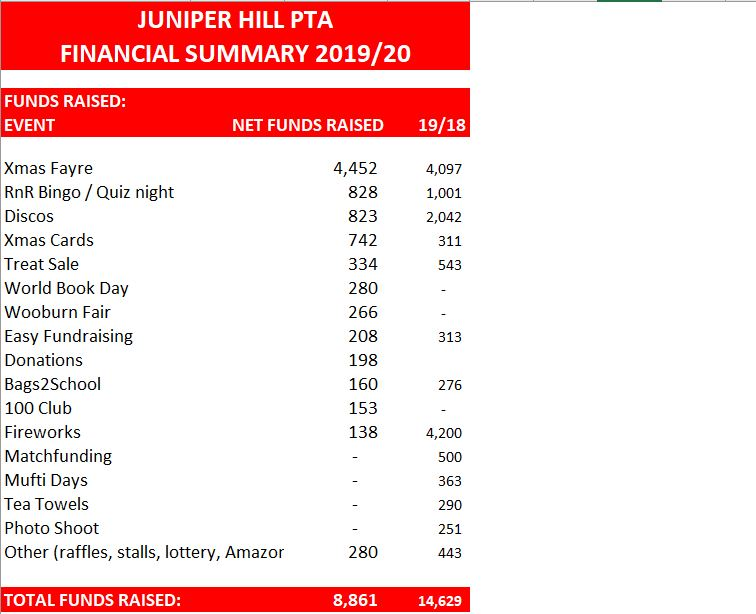 JUNIPER HILL PTA
FINANCIAL SUMMARY 2019/20
FUNDS RAISED:
EVENT NET FUNDS RAISED 19/18
Xmas Fayre 4,452 4,097
RnR Bingo / Quiz night 828 1,001
Discos 823 2,042
Xmas Cards 742 311
Treat Sale 334 543
World Book Day 280 -
Wooburn Fair 266 -
Easy Fundraising 208 313
Donations 198
Bags2School 160 276
100 Club 153 -
Fireworks 138 4,200
Matchfunding - 500
Mufti Days - 363
Tea Towels - 290
Photo Shoot - 251
Other (raffles, stalls, lottery, Amazor 280 443
TOTAL FUNDS RAISED: 8,861 14,629